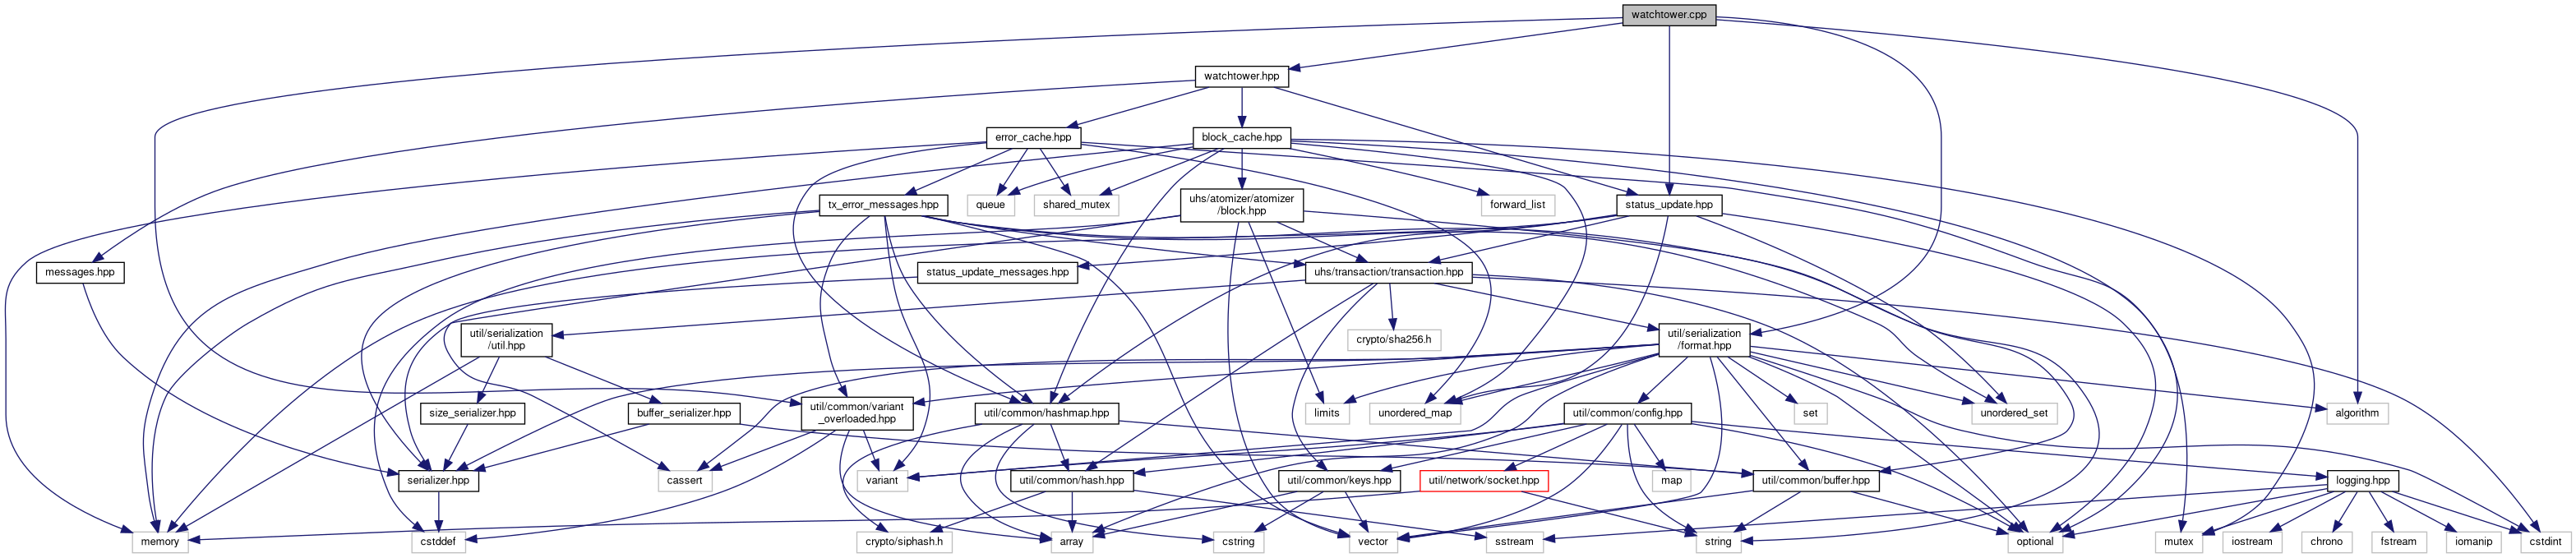 watchtower.cpp
watchtower.hpp
error_cache.hpp
block_cache.hpp
tx_error_messages.hpp
queue
shared_mutex
uhs/atomizer/atomizer
/block.hpp
forward_list
status_update.hpp
messages.hpp
status_update_messages.hpp
uhs/transaction/transaction.hpp
util/serialization
/util.hpp
crypto/sha256.h
util/serialization
/format.hpp
size_serializer.hpp
buffer_serializer.hpp
util/common/variant
_overloaded.hpp
util/common/hashmap.hpp
limits
unordered_map
util/common/config.hpp
set
unordered_set
algorithm
serializer.hpp
cassert
variant
util/common/hash.hpp
util/common/keys.hpp
util/network/socket.hpp
map
util/common/buffer.hpp
logging.hpp
memory
cstddef
crypto/siphash.h
array
cstring
vector
sstream
string
optional
mutex
iostream
chrono
fstream
iomanip
cstdint